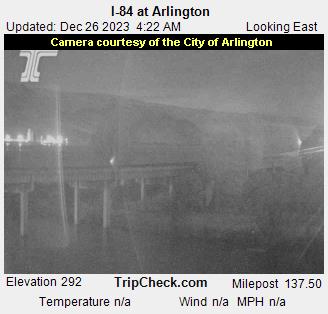 I-84 at Arlington
Updated: Dec 26 2023 4:22 AM Looking East
Camera courtesy of the City of Arlington
Elevation 292 TripCheck.com Milepost 137.50
Temperature n/a Wind n/a MPH n/a